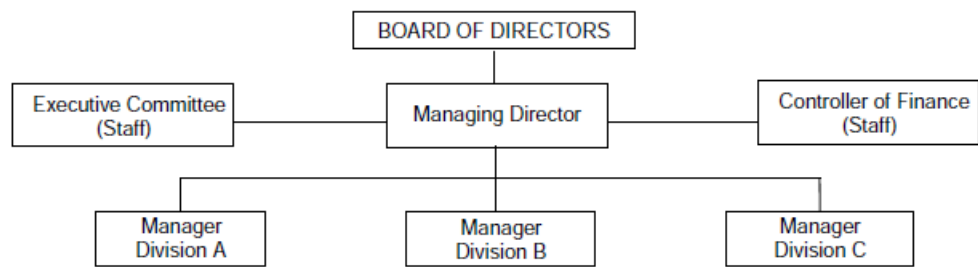 BOARD OF DIRECTORS
Executive Committee
(Staff)
Managing Director
Controller of Finance
(Staff)
Manager
Division A
Manager
Division B
Manager
Division C